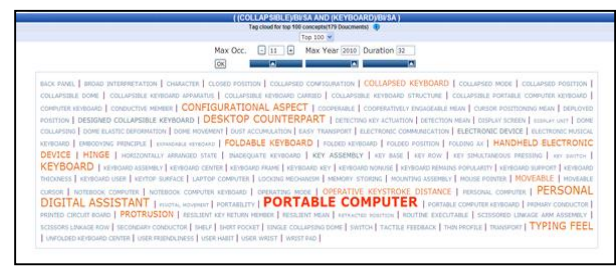 ( (COLLAPSIBLE)/BI/SA AND (KEYBOARD)/BI/SA )
Tag cloud for top 100 concepts(179 Doucments)
Top 100
Max Occ. - 11 + Max Year 2010 Duration 32
OK
BACK PANEL | BROAD INTERPRETATION | CHARACTER | CLOSED POSITION | COLLAPSED CONFIGURATION | COLLAPSED KEYBOARD | COLLAPSED MODE | COLLAPSED POSITION |
COLLAPSIBLE DOME | COLLAPSIBLE KEYBOARD APPARATUS | COLLAPSIBLE KEYBOARD CARRIED | COLLAPSIBLE KEYBOARD STRUCTURE | COLLAPSIBLE PORTABLE COMPUTER KEYBOARD |
COMPUTER KEYBOARD | CONDUCTIVE MEMBER | CONFIGURATIONAL ASPECT | COOPERABLE | COOPERATIVELY ENGAGEABLE MEAN | CURSOR POSITIONING MEAN | DEPLOYED
POSITION | DESIGNED COLLAPSIBLE KEYBOARD | DESKTOP COUNTERPART | DETECTING KEY ACTUATION | DETECTION MEAN | DISPLAY SCREEN | DISPLAY UNIT | DOME
COLLAPSING | DOME ELASTIC DEFORMATION | DOME MOVEMENT | DUST ACCUMULATION | EASY TRANSPORT | ELECTRONIC COMMUNICATION | ELECTRONIC DEVICE | ELECTRONIC MUSICAL
KEYBOARD | EMBODYING PRINCIPLE | EXPANDABLE KEYBOARD | FOLDABLE KEYBOARD | FOLDED KEYBOARD | FOLDED POSITION | FOLDING AX | HANDHELD ELECTRONIC
DEVICE | HINGE | HORIZONTALLY ARRANGED STATE | INADEQUATE KEYBOARD | KEY ASSEMBLY | KEY BASE | KEY ROW | KEY SIMULTANEOUS PRESSING | KEY SWITCH |
KEYBOARD | KEYBOARD ASSEMBLY | KEYBOARD CENTER | KEYBOARD FRAME | KEYBOARD KEY | KEYBOARD NONUSE | KEYBOARD REMAINS POPULARITY | KEYBOARD SUPPORT | KEYBOARD
THICKNESS | KEYBOARD USER | KEYTOP SURFACE | LAPTOP COMPUTER | LOCKING MECHANISM | MEMORY STORING | MOUNTING ASSEMBLY | MOUSE POINTER | MOVEABLE | MOVEABLE
CURSOR | NOTEBOOK COMPUTER | NOTEBOOK COMPUTER KEYBOARD | OPERATING MODE | OPERATIVE KEYSTROKE DISTANCE | PERSONAL COMPUTER | PERSONAL
DIGITAL ASSISTANT | PIVOTAL MOVEMENT | PORTABILITY | PORTABLE COMPUTER | PORTABLE COMPUTER KEYBOARD | PRIMARY CONDUCTOR |
PRINTED CIRCUIT BOARD | PROTRUSION | RESILIENT KEY RETURN MEMBER | RESILIENT MEAN | RETRACTED POSITION | ROUTINE EXECUTABLE | SCISSORED LINKAGE ARM ASSEMBLY |
SCISSORS LINKAGE ROW | SECONDARY CONDUCTOR | SHELF | SHIRT POCKET | SINGLE COLLAPSING DOME | SWITCH | TACTILE FEEDBACK | THIN PROFILE | TRANSPORT | TYPING FEEL
| UNFOLDED KEYBOARD CENTER | USER FRIENDLINESS | USER HABIT | USER WRIST | WRIST PAD |